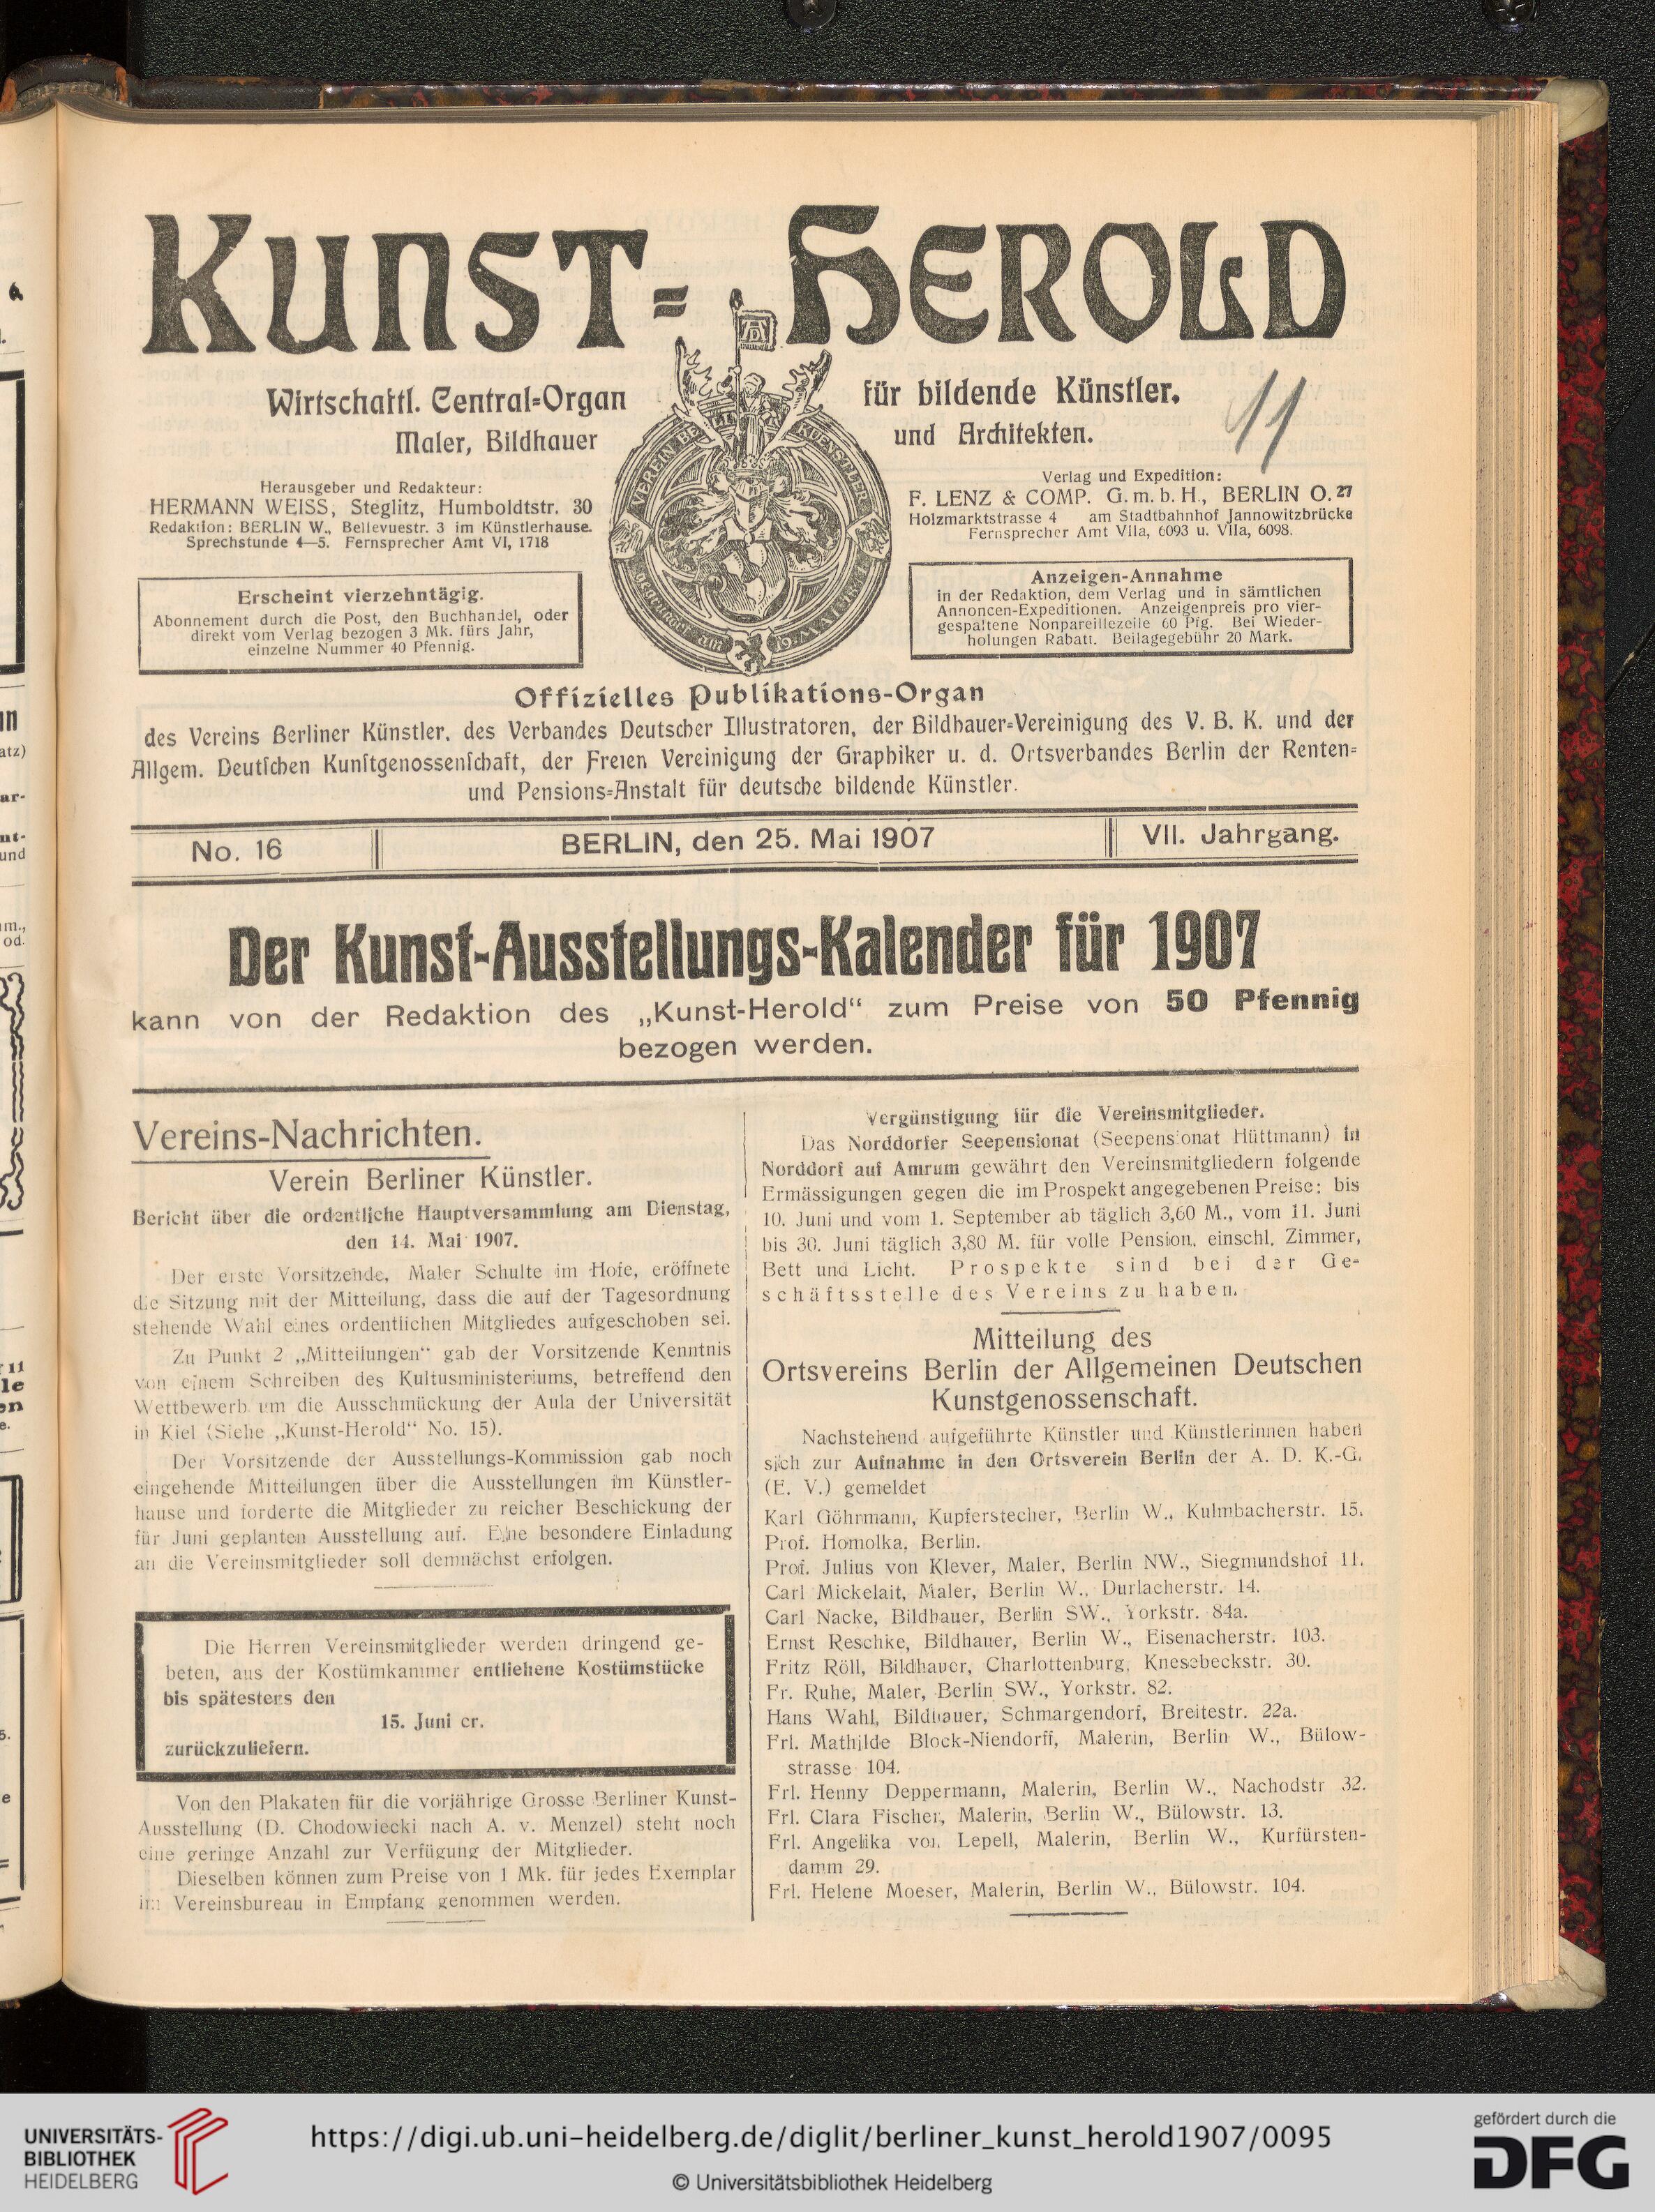 KUNST-HEROLD
Wirtschaftl. Central-Organ
für bildende Künstler,
Maler, Bildhauer
und Architekten.
11
Herausgeber und Redakteur:
HERMANN WEISS, Steglitz, Humboldtstr. 30
Redaktion: BERLIN W., Bellevuestr. 3 im Künstlerhause.
Sprechstunde 4—5. Fernsprecher Amt VI, 1718
Verlag und Expedition:
F. LENZ & COMP. G. m. b. H., BERLIN O. 27
Holzmarktstrasse 4 am Stadtbahnhof Jannowitzbrücke
Fernsprecher Amt VIIa, 6093 u. VIIa, 6098.
VEREIN BERLINER KUENSTLER
GEGRÜNDET AM 19. MAI
Erscheint vierzehntägig.
Abonnement durch die Post, den Buchhandel, oder
direkt vom Verlag bezogen 3 Mk. fürs Jahr,
einzelne Nummer 40 Pfennig.
Anzeigen-Annahme
in der Redaktion, dem Verlag und in sämtlichen
Annoncen-Expeditionen. Anzeigenpreis pro vier-
gespaltene Nonpareillezeile 60 Pfg. Bei Wieder-
holungen Rabatt. Beilagegebühr 20 Mark.
Offizielles Publikations-Organ
des Vereins Berliner Künstler, des Verbandes Deutscher Illustratoren, der Bildhauer-Vereinigung des V. B. K. und der
Allgem. Deutschen Kunstgenossenschaft, der Freien Vereinigung der Graphiker u. d. Ortsverbandes Berlin der Renten-
und Pensions-Anstalt für deutsche bildende Künstler.
No. 16
BERLIN, den 25. Mai 1907
VII. Jahrgang.
Der Kunst-Ausstellungs-Kalender für 1907
kann von der Redaktion des „Kunst-Herold“ zum Preise von 50 Pfennig
bezogen werden.
Vereins-Nachrichten.
Verein Berliner Künstler.
Bericht über die ordentliche Hauptversammlung am Dienstag,
den 14. Mai 1907.
Der erste Vorsitzende, Maler Schulte im Hofe, eröffnete
die Sitzung mit der Mitteilung, dass die auf der Tagesordnung
stehende Wahl eines ordentlichen Mitgliedes aufgeschoben sei.
Zu Punkt 2 „Mitteilungen“ gab der Vorsitzende Kenntnis
von einem Schreiben des Kultusministeriums, betreffend den
Wettbewerb um die Ausschmückung der Aula der Universität
in Kiel (Siehe „Kunst-Herold“ No. 15).
Der Vorsitzende der Ausstellungs-Kommission gab noch
eingehende Mitteilungen über die Ausstellungen im Künstler-
hause und forderte die Mitglieder zu reicher Beschickung der
für Juni geplanten Ausstellung auf. Eine besondere Einladung
an die Vereinsmitglieder soll demnächst erfolgen.
Die Herren Vereinsmitglieder werden dringend ge-
beten, aus der Kostümkammer entliehene Kostümstücke
bis spätestens den
15. Juni cr.
zurückzuliefern.
Von den Plakaten für die vorjährige Grosse Berliner Kunst-
Ausstellung (D. Chodowiecki nach A. v. Menzel) steht noch
eine geringe Anzahl zur Verfügung der Mitglieder.
Dieselben können zum Preise von 1 Mk. für jedes Exemplar
im Vereinsbureau in Empfang genommen werden.
Vergünstigung für die Vereinsmitglieder.
Das Norddorfer Seepensionat (Seepensionat Hüttmann) in
Norddorf auf Amrum gewährt den Vereinsmitgliedern folgende
Ermässigungen gegen die im Prospekt angegebenen Preise: bis
10. Juni und vom 1. September ab täglich 3,60 M., vom 11. Juni
bis 30. Juni täglich 3,80 M. für volle Pension, einschl. Zimmer,
Bett und Licht. Prospekte sind bei der Ge-
schäftsstelle des Vereins zu haben.
Mitteilung des
Ortsvereins Berlin der Allgemeinen Deutschen
Kunstgenossenschaft.
Nachstehend aufgeführte Künstler und Künstlerinnen haben
sich zur Aufnahme in den Ortsverein Berlin der A. D. K.-G.
(E. V.) gemeldet
Karl Göhrmann, Kupferstecher, Berlin W., Kulmbacherstr. 15.
Prof. Homolka, Berlin.
Prof. Julius von Klever, Maler, Berlin NW., Siegmundshof 11.
Carl Mickelait, Maler, Berlin W., Durlacherstr. 14.
Carl Nacke, Bildhauer, Berlin SW., Yorkstr. 84a.
Ernst Reschke, Bildhauer, Berlin W., Eisenacherstr. 103.
Fritz Röll, Bildhauer, Charlottenburg, Knesebeckstr. 30.
Fr. Ruhe, Maler, Berlin SW., Yorkstr. 82.
Hans Wahl, Bildhauer, Schmargendorf, Breitestr. 22a.
Frl. Mathilde Block-Niendorff, Malerin, Berlin W., Bülow-
strasse 104.
Frl. Henny Deppermann, Malerin, Berlin W., Nachodstr 32.
Frl. Clara Fischer, Malerin, Berlin W., Bülowstr. 13.
Frl. Angelika von Lepell, Malerin, Berlin W., Kurfürsten-
damm 29.
Frl. Helene Moeser, Malerin, Berlin W., Bülowstr. 104.
UNIVERSITÄTS-
BIBLIOTHEK
HEIDELBERG
https://digi.ub.uni-heidelberg.de/diglit/berliner_kunst_herold1907/0095
© Universitätsbibliothek Heidelberg
gefördert durch die
DFG